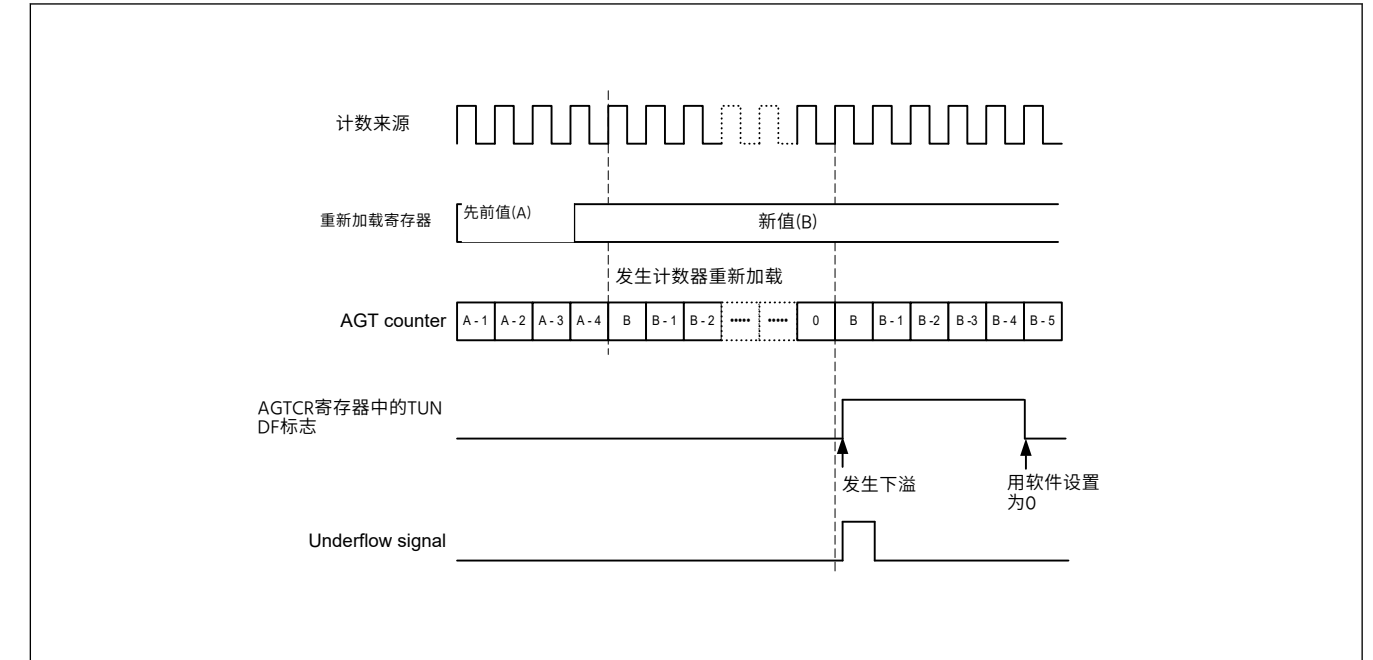 计数来源
重新加载寄存器
先前值(A)
新值(B)
发生计数器重新加载
AGT counter
A - 1 A - 2 A - 3 A - 4 B B - 1 B - 2 ••••• ••••• 0 B B - 1 B -2 B -3 B - 4 B - 5
AGTCR寄存器中的TUN
DF标志
发生下溢
用软件设置
为0
Underflow signal